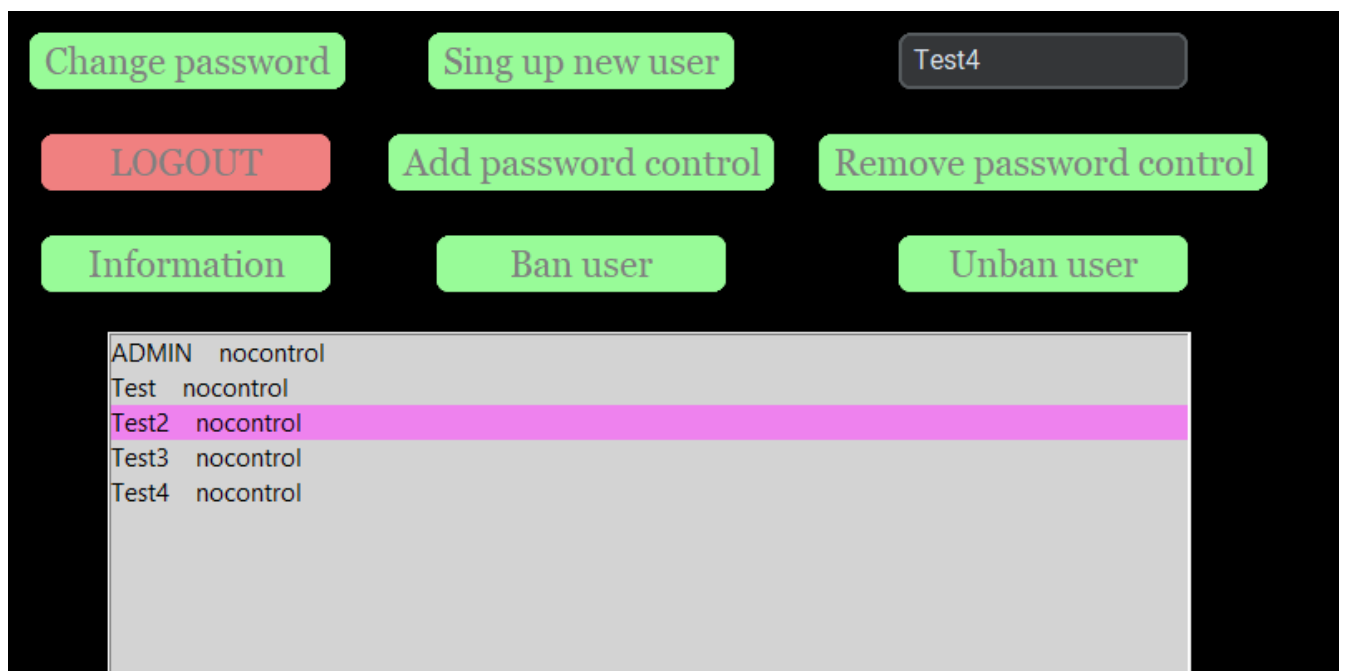 Change password Sing up new user Test4
LOGOUT Add password control Remove password control
Information Ban user Unban user
ADMIN nocontrol
Test nocontrol
Test2 nocontrol
Test3 nocontrol
Test4 nocontrol